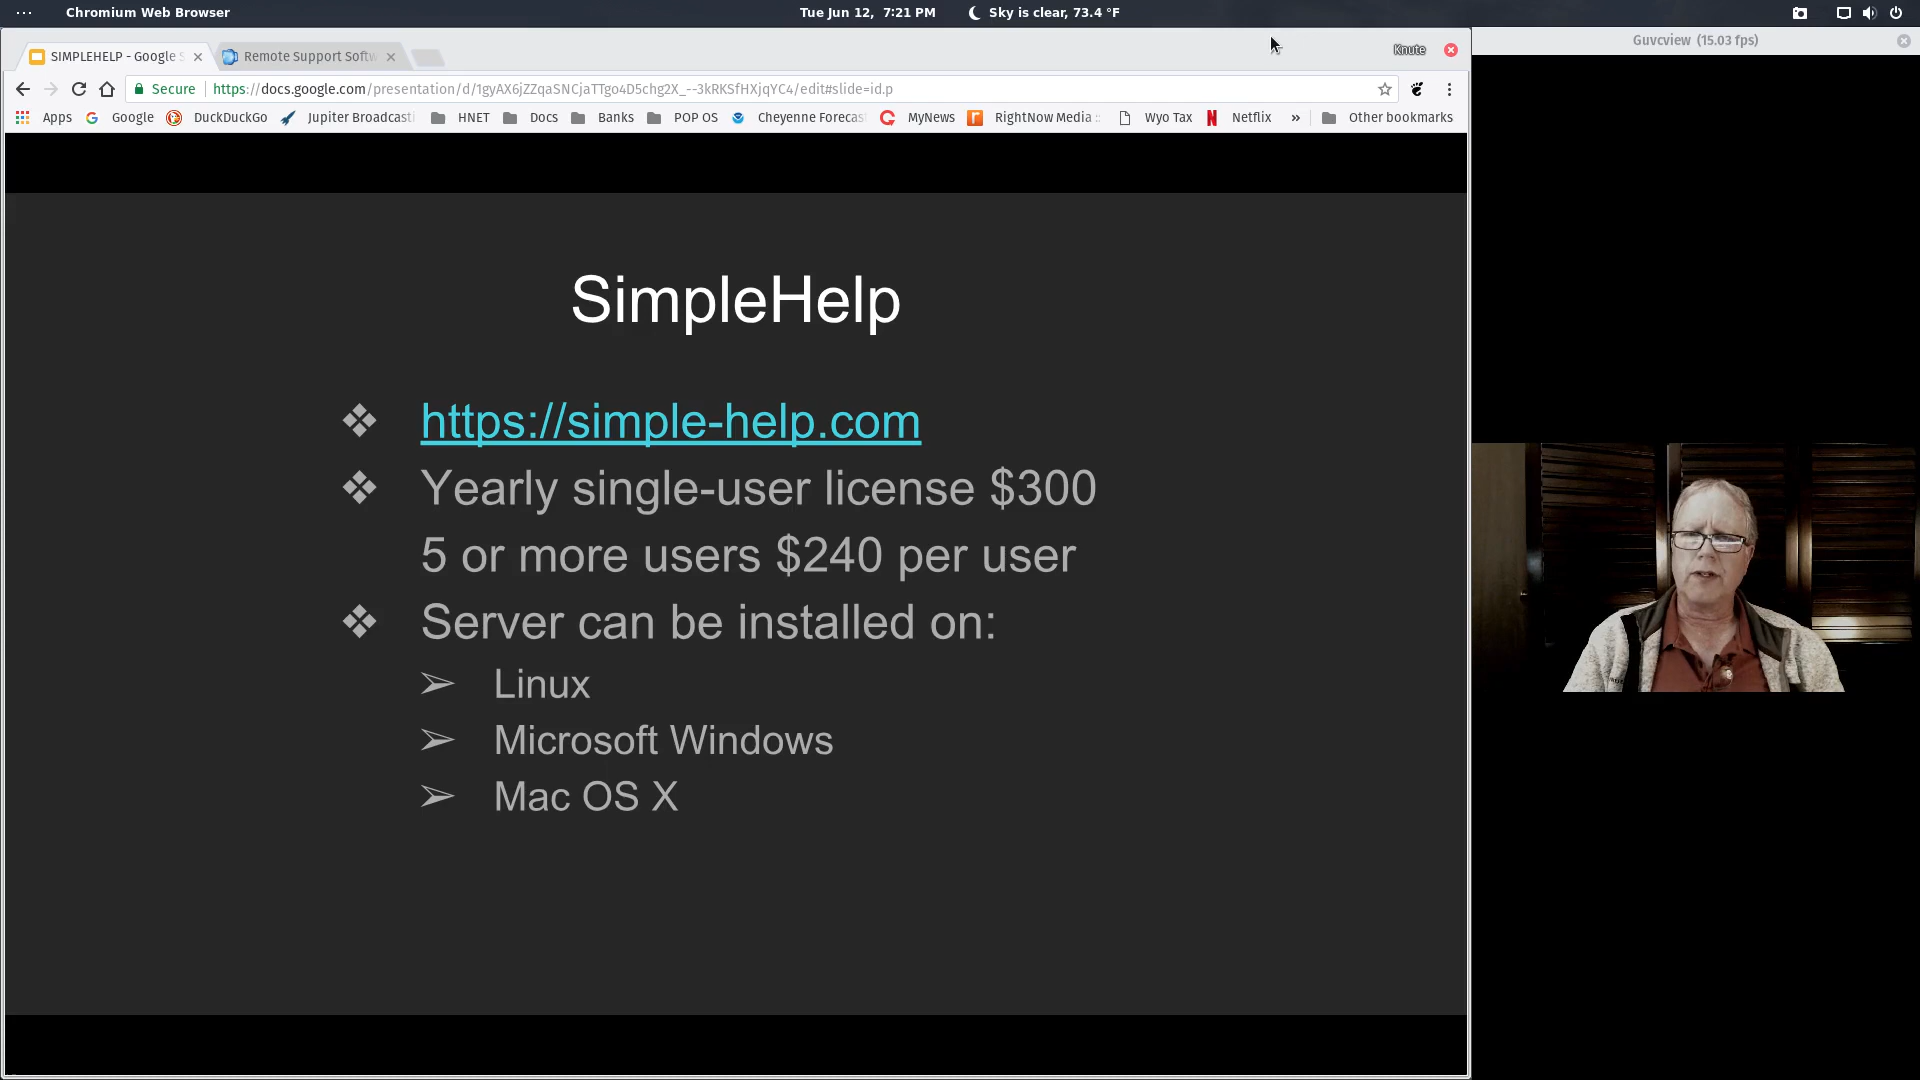 Chromium Web Browser
Tue Jun 12, 7:21 PM
Sky is clear, 73.4 °F
Guvcview (15.03 fps)
SIMPLEHELP - Google S
Remote Support Softw
Knute
Secure
https://docs.google.com/presentation/d/1gyAX6jZZqaSNCjaTTgo4D5chg2X_--3kRKSfHXjqYC4/edit#slide=id.p
Apps Google DuckDuckGo Jupiter Broadcasti HNET Docs Banks POP OS Cheyenne Forecas MyNews RightNow Media :: Wyo Tax Netflix » Other bookmarks
SimpleHelp
❖ https://simple-help.com
❖ Yearly single-user license $300
5 or more users $240 per user
❖ Server can be installed on:
➢ Linux
➢ Microsoft Windows
➢ Mac OS X